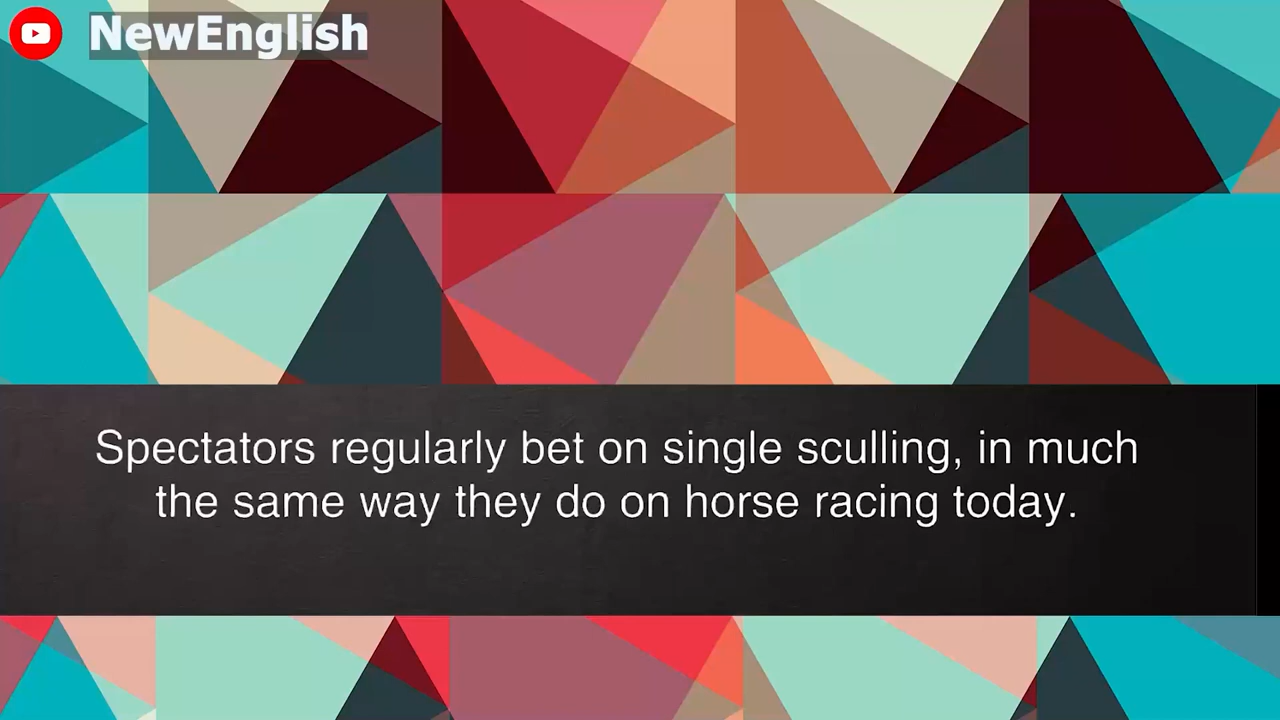 NewEnglish
Spectators regularly bet on single sculling, in much
the same way they do on horse racing today.